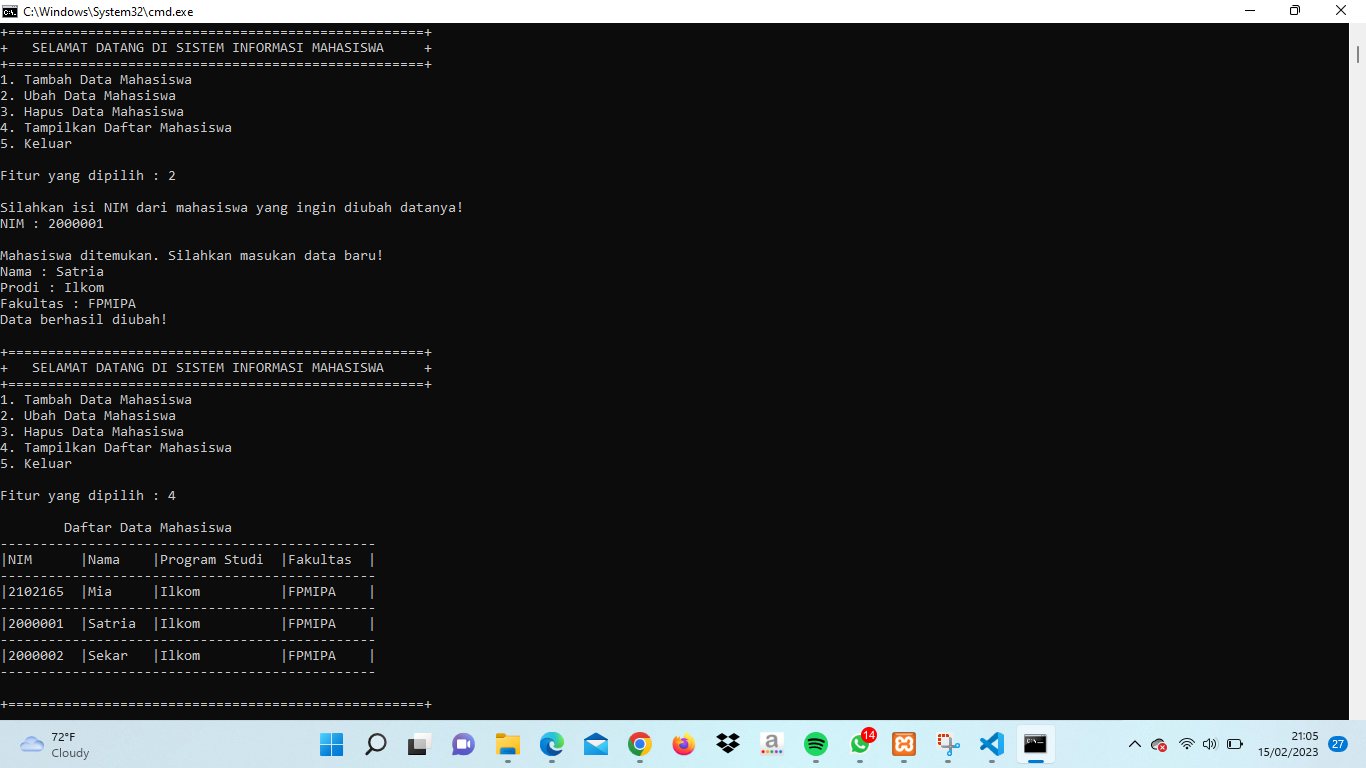 C:\Windows\System32\cmd.exe
+====================================================+
+   SELAMAT DATANG DI SISTEM INFORMASI MAHASISWA     +
+====================================================+
1. Tambah Data Mahasiswa
2. Ubah Data Mahasiswa
3. Hapus Data Mahasiswa
4. Tampilkan Daftar Mahasiswa
5. Keluar
Fitur yang dipilih : 2
Silahkan isi NIM dari mahasiswa yang ingin diubah datanya!
NIM : 2000001
Mahasiswa ditemukan. Silahkan masukan data baru!
Nama : Satria
Prodi : Ilkom
Fakultas : FPMIPA
Data berhasil diubah!
+====================================================+
+   SELAMAT DATANG DI SISTEM INFORMASI MAHASISWA     +
+====================================================+
1. Tambah Data Mahasiswa
2. Ubah Data Mahasiswa
3. Hapus Data Mahasiswa
4. Tampilkan Daftar Mahasiswa
5. Keluar
Fitur yang dipilih : 4
        Daftar Data Mahasiswa
-----------------------------------------------
|NIM      |Nama    |Program Studi  |Fakultas  |
-----------------------------------------------
|2102165  |Mia     |Ilkom          |FPMIPA    |
-----------------------------------------------
|2000001  |Satria  |Ilkom          |FPMIPA    |
-----------------------------------------------
|2000002  |Sekar   |Ilkom          |FPMIPA    |
-----------------------------------------------
+====================================================+
72°F
Cloudy
a
14
21:05
15/02/2023
27